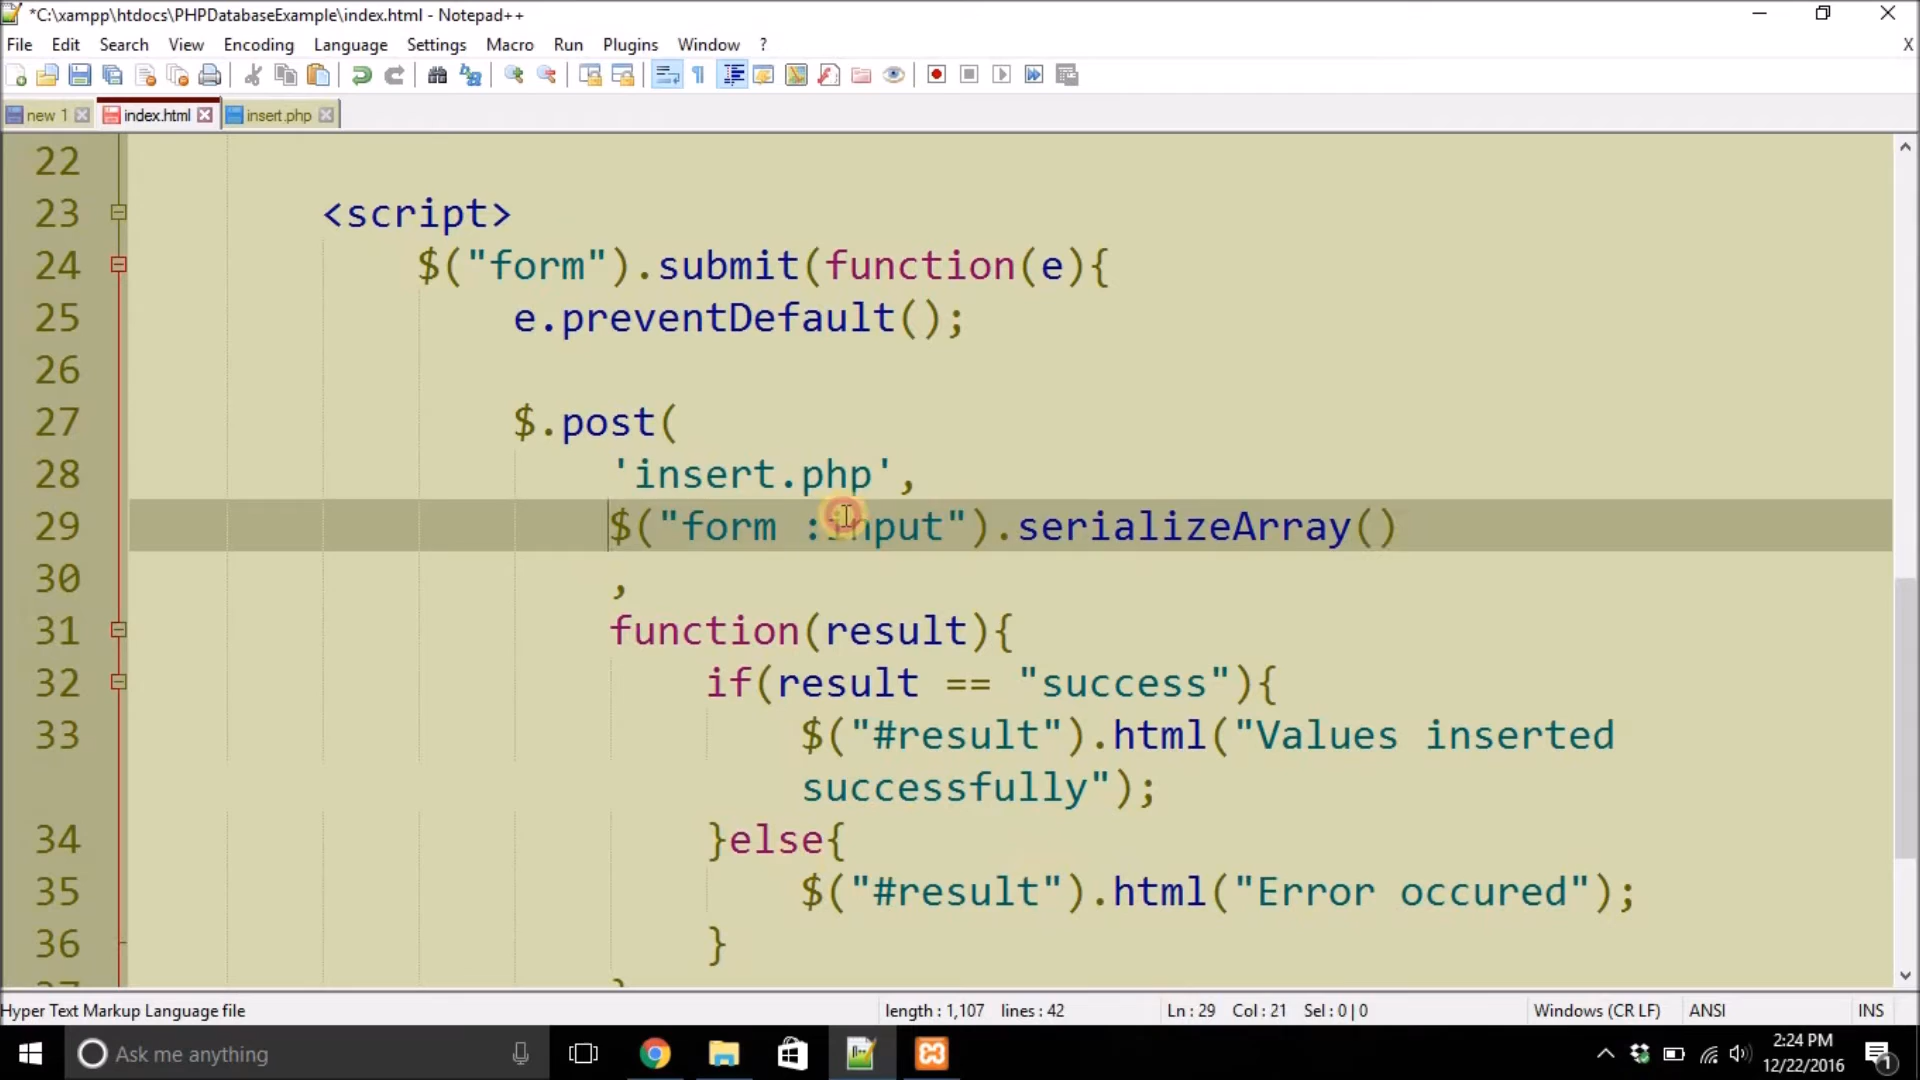 *C:\xampp\htdocs\PHPDatabaseExample\index.html - Notepad++
File Edit Search View Encoding Language Settings Macro Run Plugins Window ? X
new 1 index.html insert.php
22
23 <script>
24 $("form").submit(function(e){
25 e.preventDefault();
26
27 $.post(
28 'insert.php',
29 $("form :input").serializeArray()
30 ,
31 function(result){
32 if(result == "success"){
33 $("#result").html("Values inserted
successfully");
34 }else{
35 $("#result").html("Error occured");
36 }
Hyper Text Markup Language file length : 1,107 lines : 42 Ln : 29 Col : 21 Sel : 0 | 0 Windows (CR LF) ANSI INS
Ask me anything
2:24 PM
12/22/2016
1